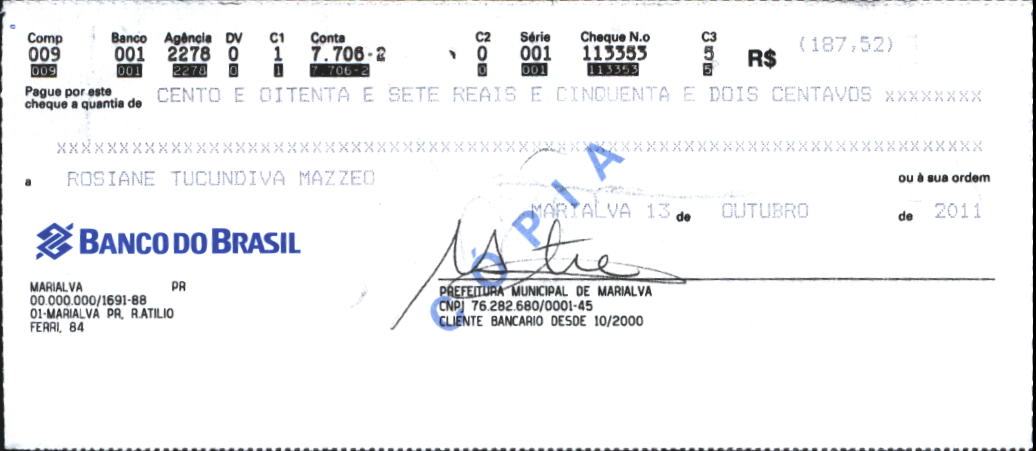 Comp Banco Agência DV C1 Conta C2 Série Cheque N.o C3
009 001 2278 0 1 7.706-2 0 001 113353 5 R$ (187,52)
009 001 2278 0 1 7.706-2 0 001 113353 5
Pague por este
cheque a quantia de CENTO E OITENTA E SETE REAIS E CINQUENTA E DOIS CENTAVOS xxxxxxxx
xxxxxxxxxxxxxxxxxxxxxxxxxxxxxxxxxxxxxxxxxxxxxxxxxxxxxxxxxxxxxxxxxxxxxxxxxx
a ROSIANE TUCUNDIVA MAZZEO ou à sua ordem
MARIALVA 13 de OUTUBRO de 2011
CÓPIA
BANCO DO BRASIL
MARIALVA PR
00.000.000/1691-88
01-MARIALVA PR, R.ATILIO
FERRI, 84
PREFEITURA MUNICIPAL DE MARIALVA
CNPJ 76.282.680/0001-45
CLIENTE BANCARIO DESDE 10/2000